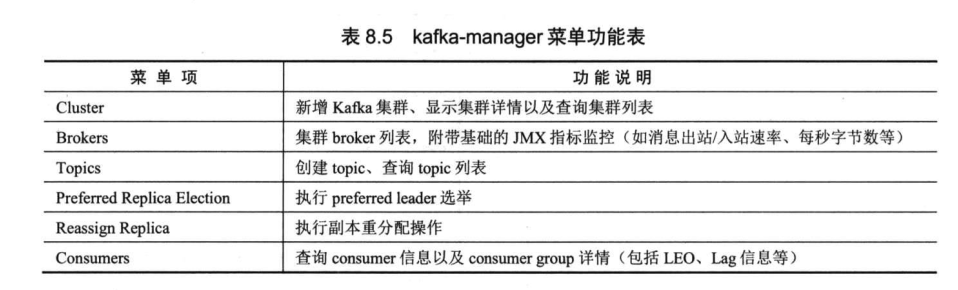 表 8.5 kafka-manager 菜单功能表
菜单项 功能说明
Cluster 新增 Kafka 集群、显示集群详情以及查询集群列表
Brokers 集群 broker 列表，附带基础的 JMX 指标监控（如消息出站/入站速率、每秒字节数等）
Topics 创建 topic、查询 topic 列表
Preferred Replica Election 执行 preferred leader 选举
Reassign Replica 执行副本重分配操作
Consumers 查询 consumer 信息以及 consumer group 详情（包括 LEO、Lag 信息等）